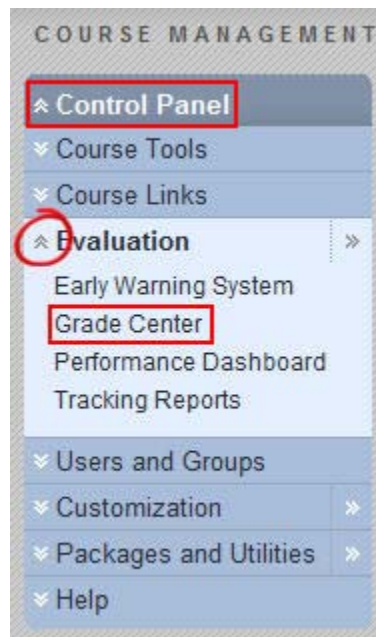 COURSE MANAGEMENT
Control Panel
Course Tools
Course Links
Evaluation
Early Warning System
Grade Center
Performance Dashboard
Tracking Reports
Users and Groups
Customization
Packages and Utilities
Help